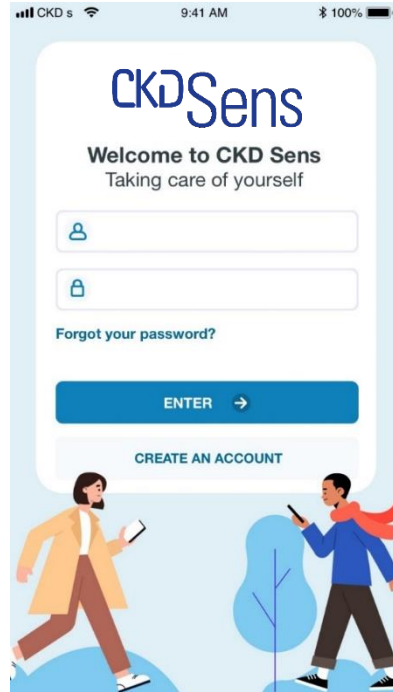 CKD s 9:41 AM 100%
CKDSens
Welcome to CKD Sens
Taking care of yourself
Forgot your password?
ENTER
CREATE AN ACCOUNT